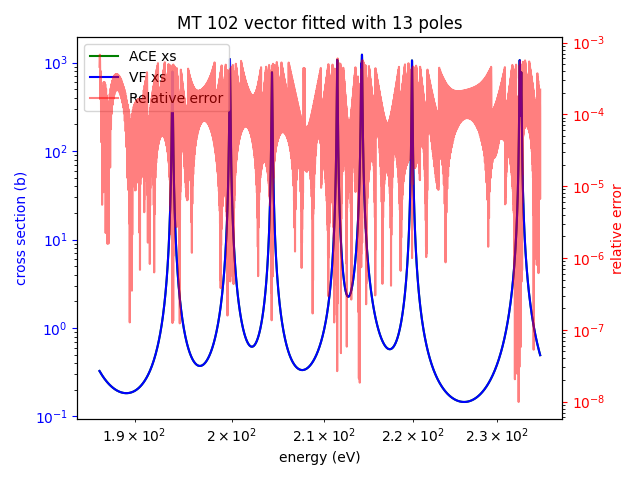 MT 102 vector fitted with 13 poles
ACE xs
VF xs
Relative error
10³
10²
10¹
10⁰
10⁻¹
cross section (b)
10⁻³
10⁻⁴
10⁻⁵
10⁻⁶
10⁻⁷
10⁻⁸
relative error
1.9 × 10² 2 × 10² 2.1 × 10² 2.2 × 10² 2.3 × 10²
energy (eV)